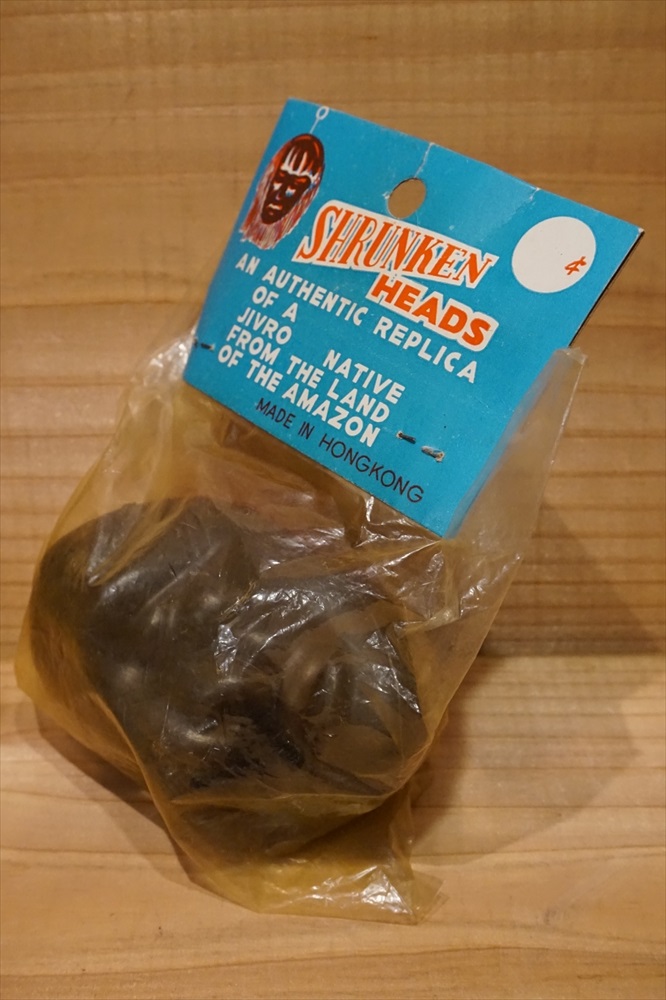 SHRUNKEN
HEADS
¢
AN AUTHENTIC REPLICA
OF A
JIVRO NATIVE
FROM THE LAND
OF THE AMAZON
MADE IN HONGKONG